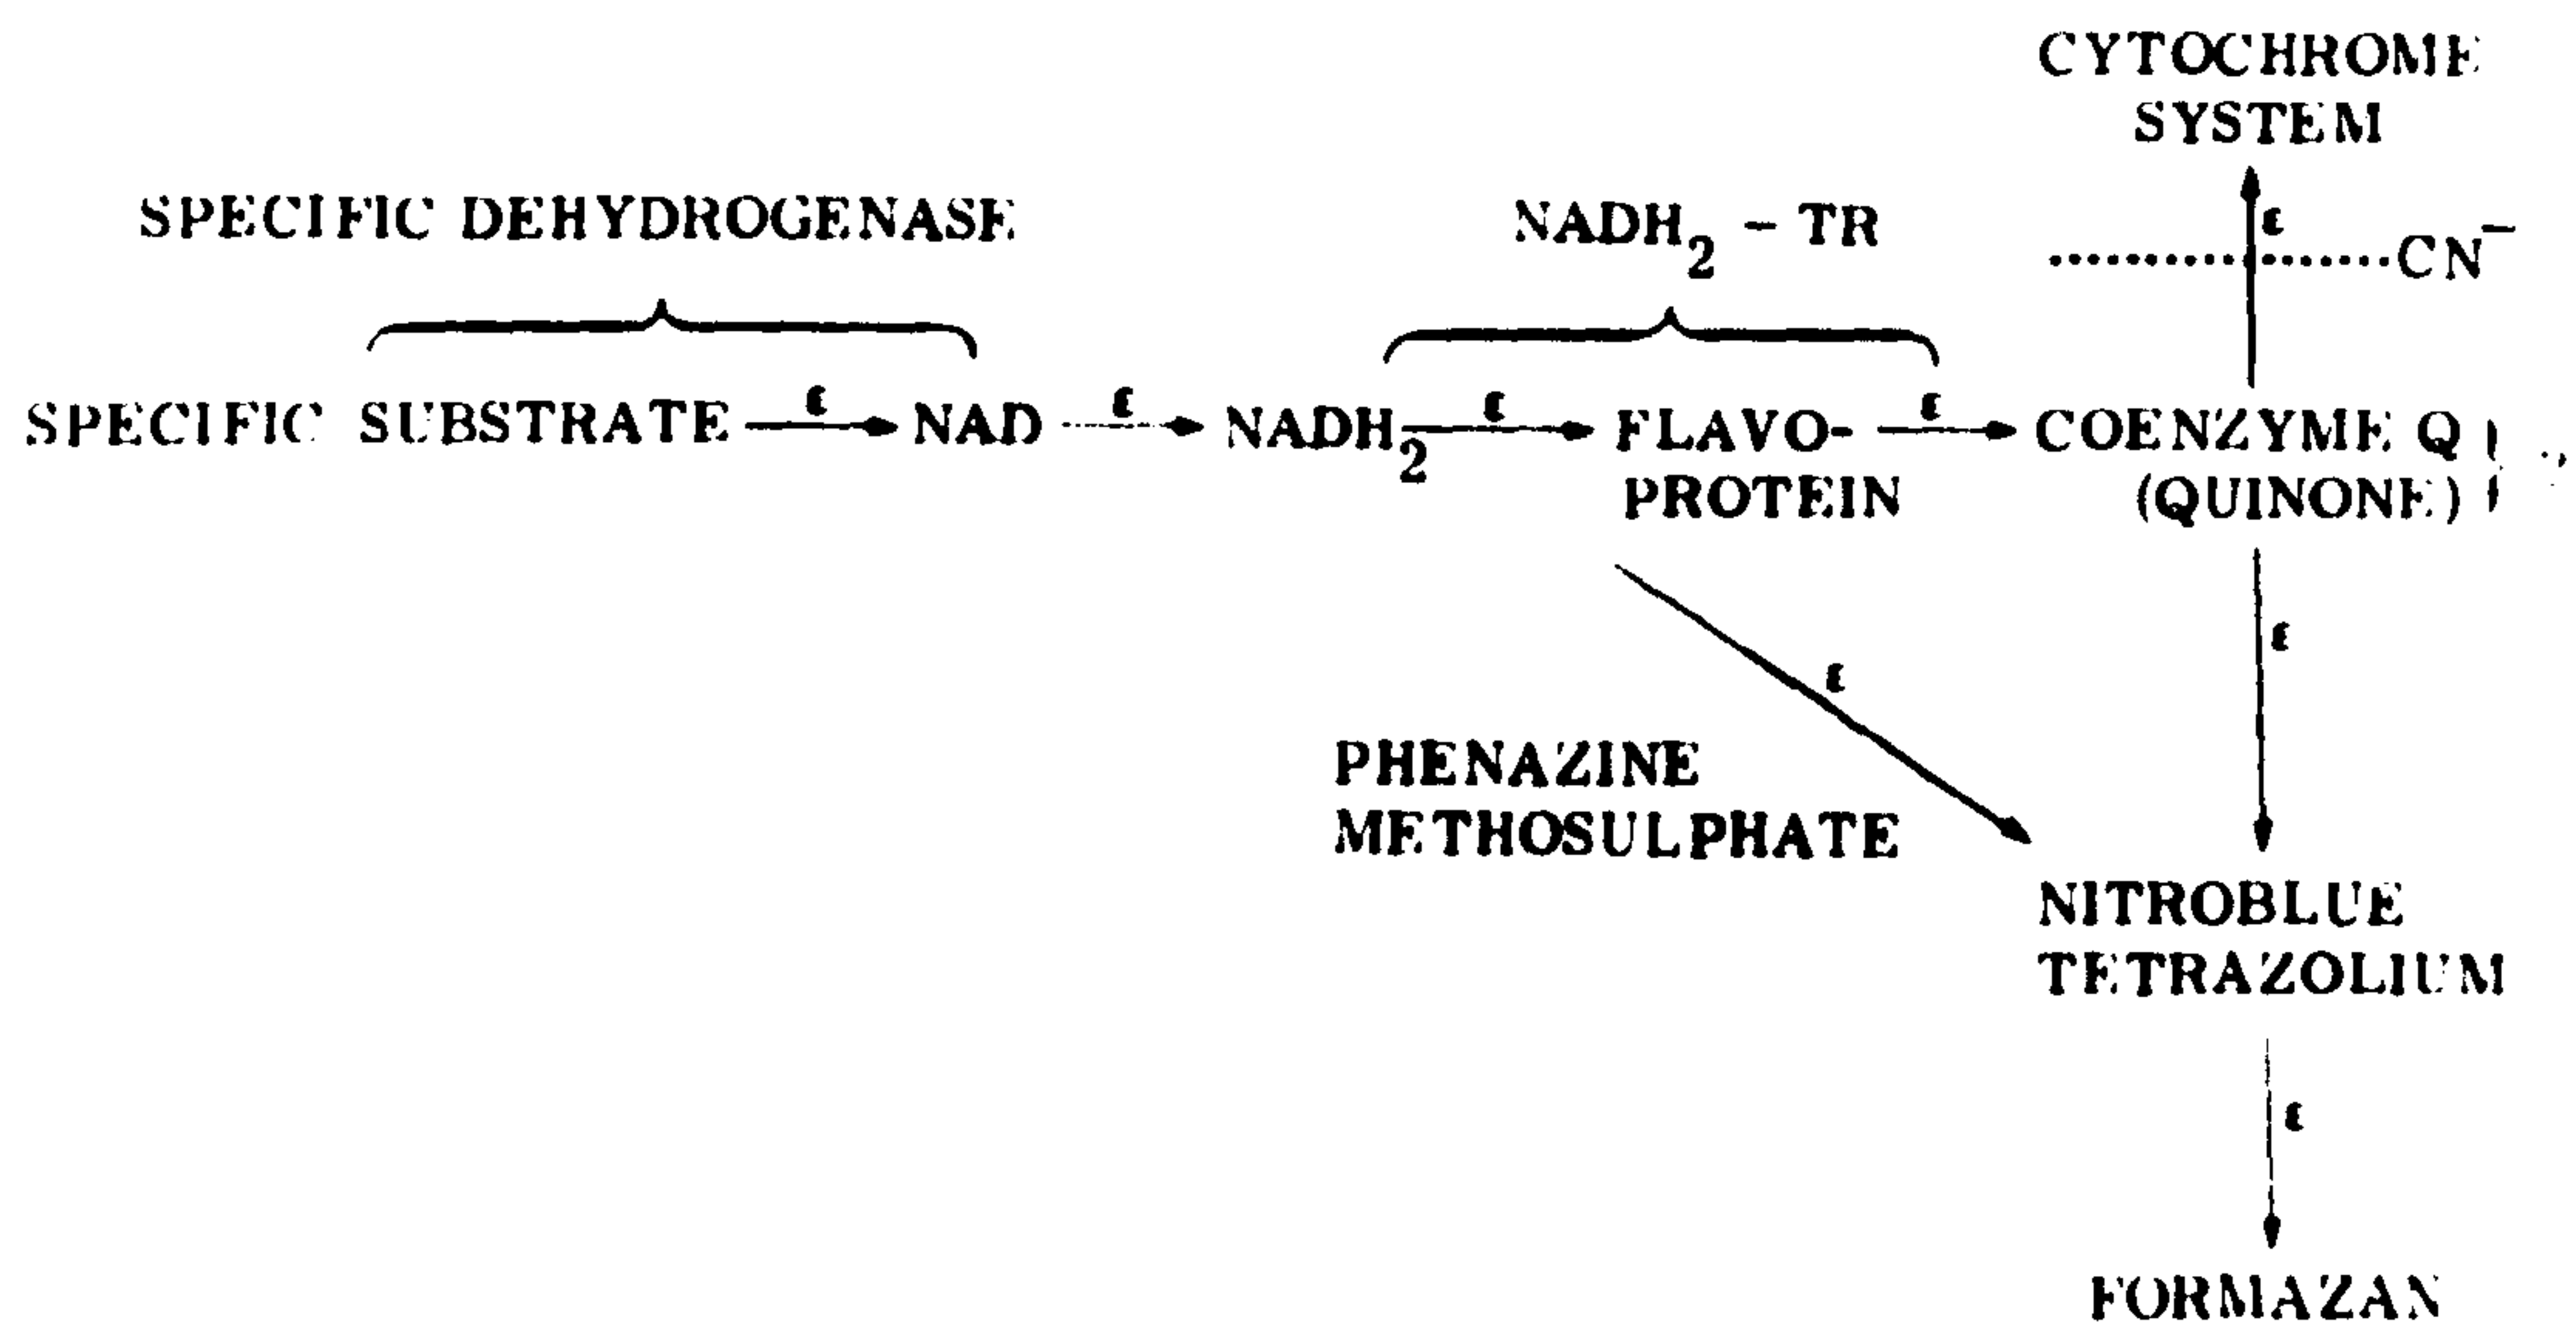 CYTOCHROME
SYSTEM
SPECIFIC DEHYDROGENASE
NADH₂ - TR
ε
CN⁻
SPECIFIC SUBSTRATE ε NAD ε NADH₂ ε FLAVO- ε COENZYME Q
PROTEIN
(QUINONE)
ε
ε
PHENAZINE
METHOSULPHATE
NITROBLUE
TETRAZOLIUM
ε
FORMAZAN